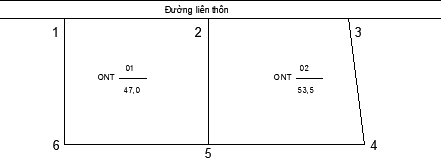 Đường liên thôn
1 2 3
ONT 01 47,0
ONT 02 53,5
6 5 4